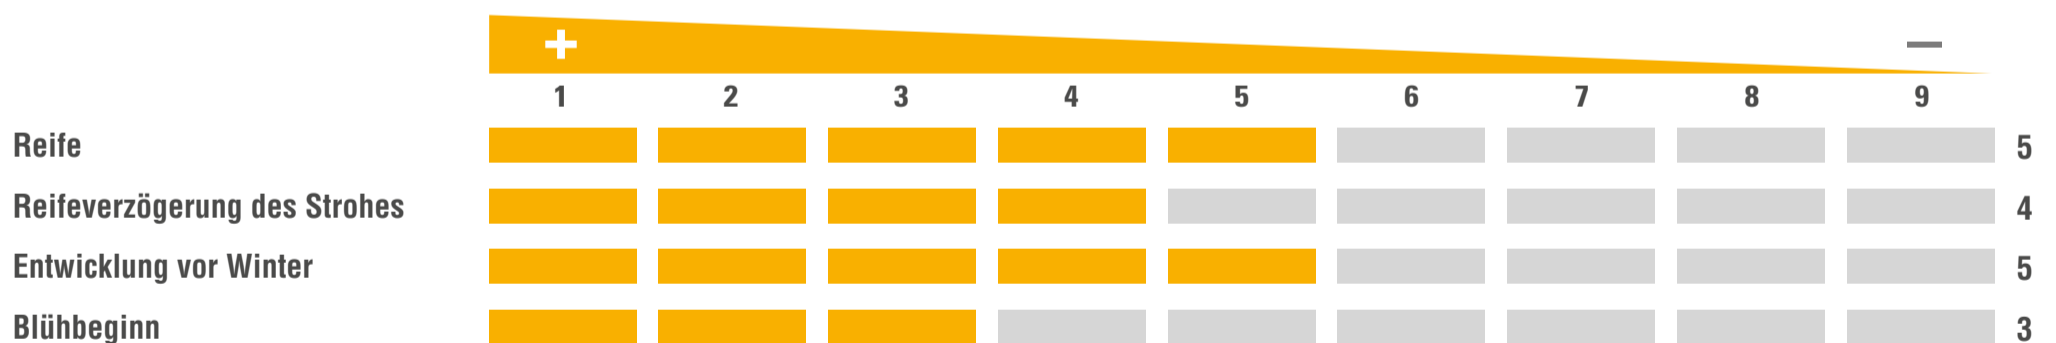 + −
1 2 3 4 5 6 7 8 9
Reife 5
Reifeverzögerung des Strohes 4
Entwicklung vor Winter 5
Blühbeginn 3